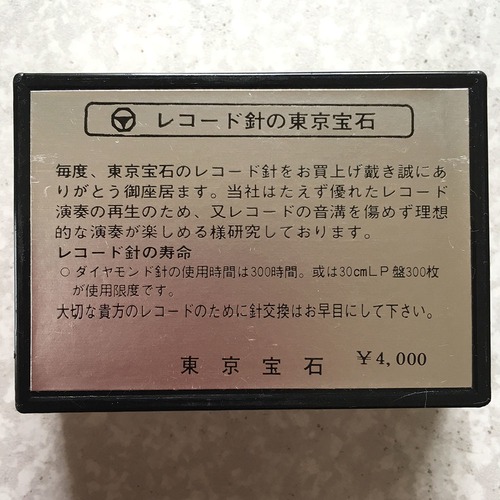 レコード針の東京宝石
毎度、東京宝石のレコード針をお買上げ戴き誠にあ
りがとう御座居ます。当社はたえず優れたレコード
演奏の再生のため、又レコードの音溝を傷めず理想
的な演奏が楽しめる様研究しております。
レコード針の寿命
○ダイヤモンド針の使用時間は300時間。或は30cmLP盤300枚
が使用限度です。
大切な貴方のレコードのために針交換はお早目にして下さい。
東京宝石 ¥4,000